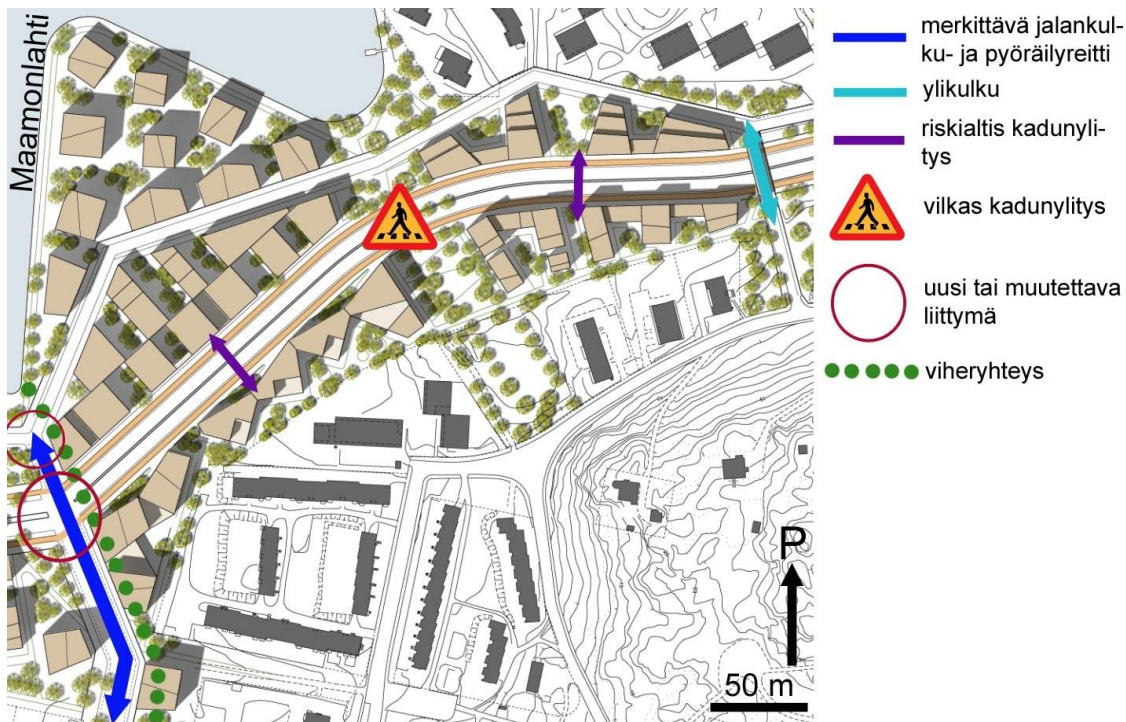 Maamonlahti
merkittävä jalankul-
ku- ja pyöräilyreitti
ylikulku
riskialtis kadunyli-
tys
vilkas kadunylitys
uusi tai muutettava
liittymä
viheryhteys
P
50 m